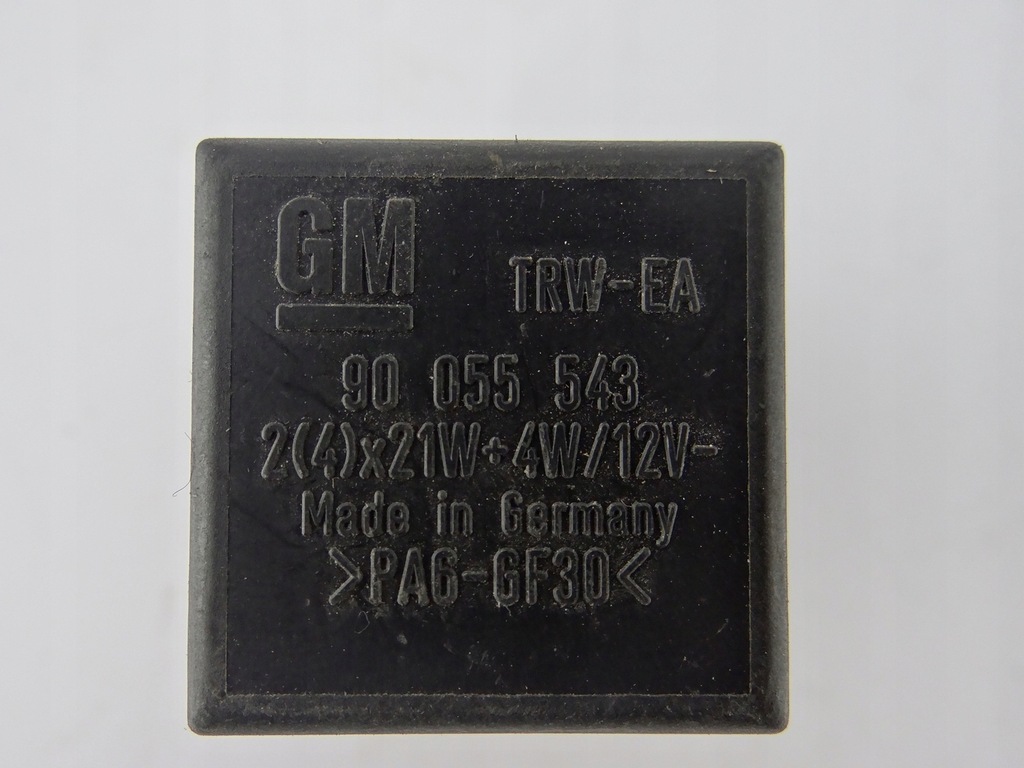 GM
TRW-EA
90 055 543
2(4)x21W+4W/12V-
Made in Germany
>PA6-GF30<